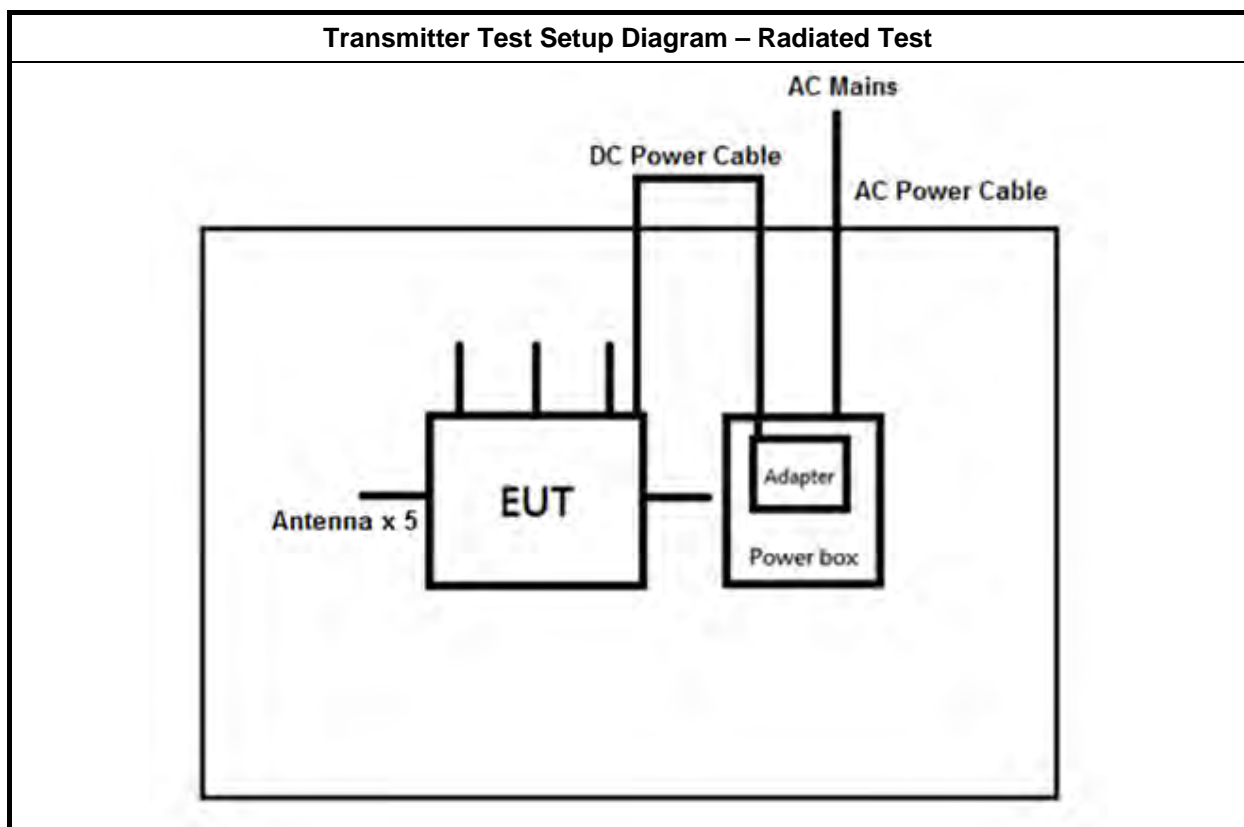 Transmitter Test Setup Diagram – Radiated Test
AC Mains
DC Power Cable
AC Power Cable
Antenna x 5
EUT
Adapter
Power box